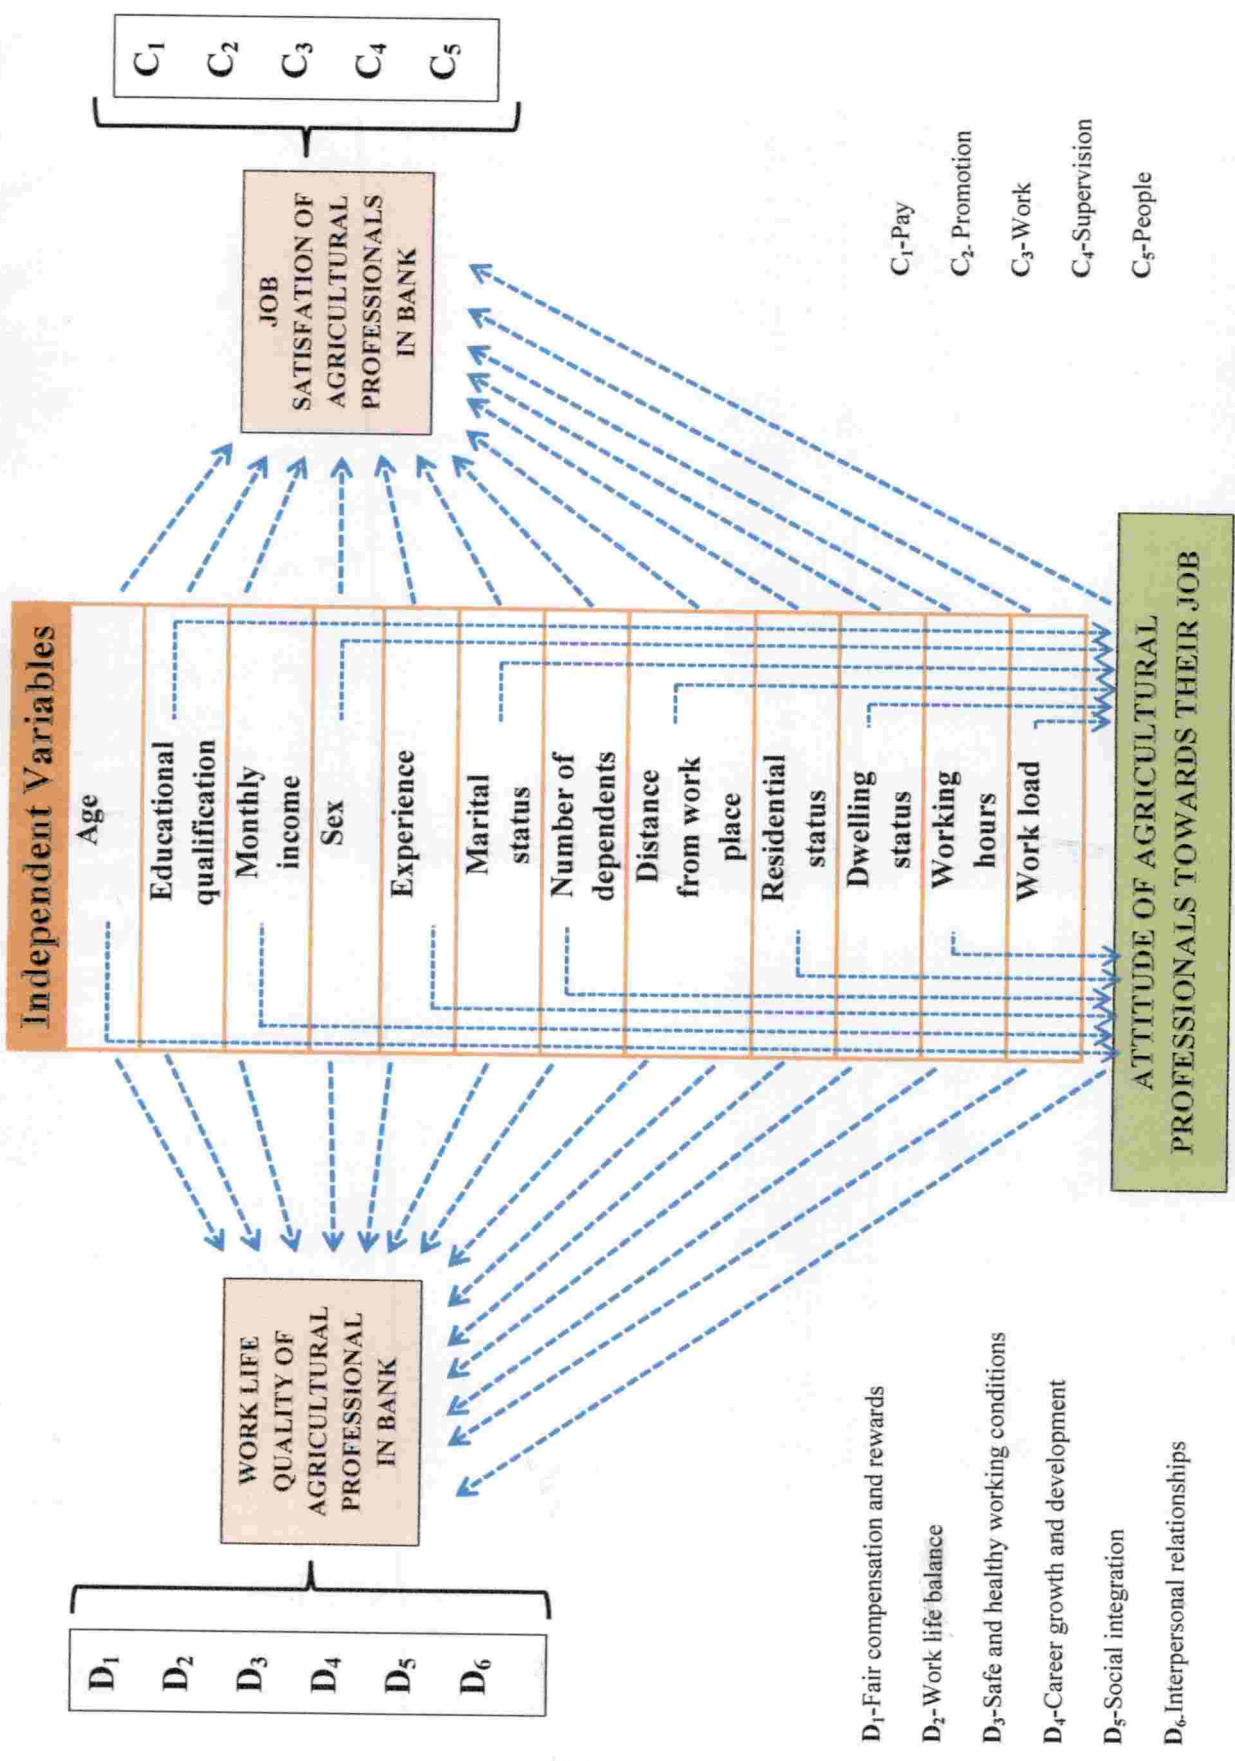 Independent Variables
Age
Educational
qualification
Monthly
income
Sex
Experience
Marital
status
Number of
dependents
Distance
from work
place
Residential
status
Dwelling
status
Working
hours
Work load
D₁
D₂
D₃
D₄
D₅
D₆
WORK LIFE
QUALITY OF
AGRICULTURAL
PROFESSIONAL
IN BANK
JOB
SATISFATION OF
AGRICULTURAL
PROFESSIONALS
IN BANK
C₁
C₂
C₃
C₄
C₅
D₁-Fair compensation and rewards
D₂-Work life balance
D₃-Safe and healthy working conditions
D₄-Career growth and development
D₅-Social integration
D₆-Interpersonal relationships
C₁-Pay
C₂- Promotion
C₃-Work
C₄-Supervision
C₅-People
ATTITUDE OF AGRICULTURAL
PROFESSIONALS TOWARDS THEIR JOB